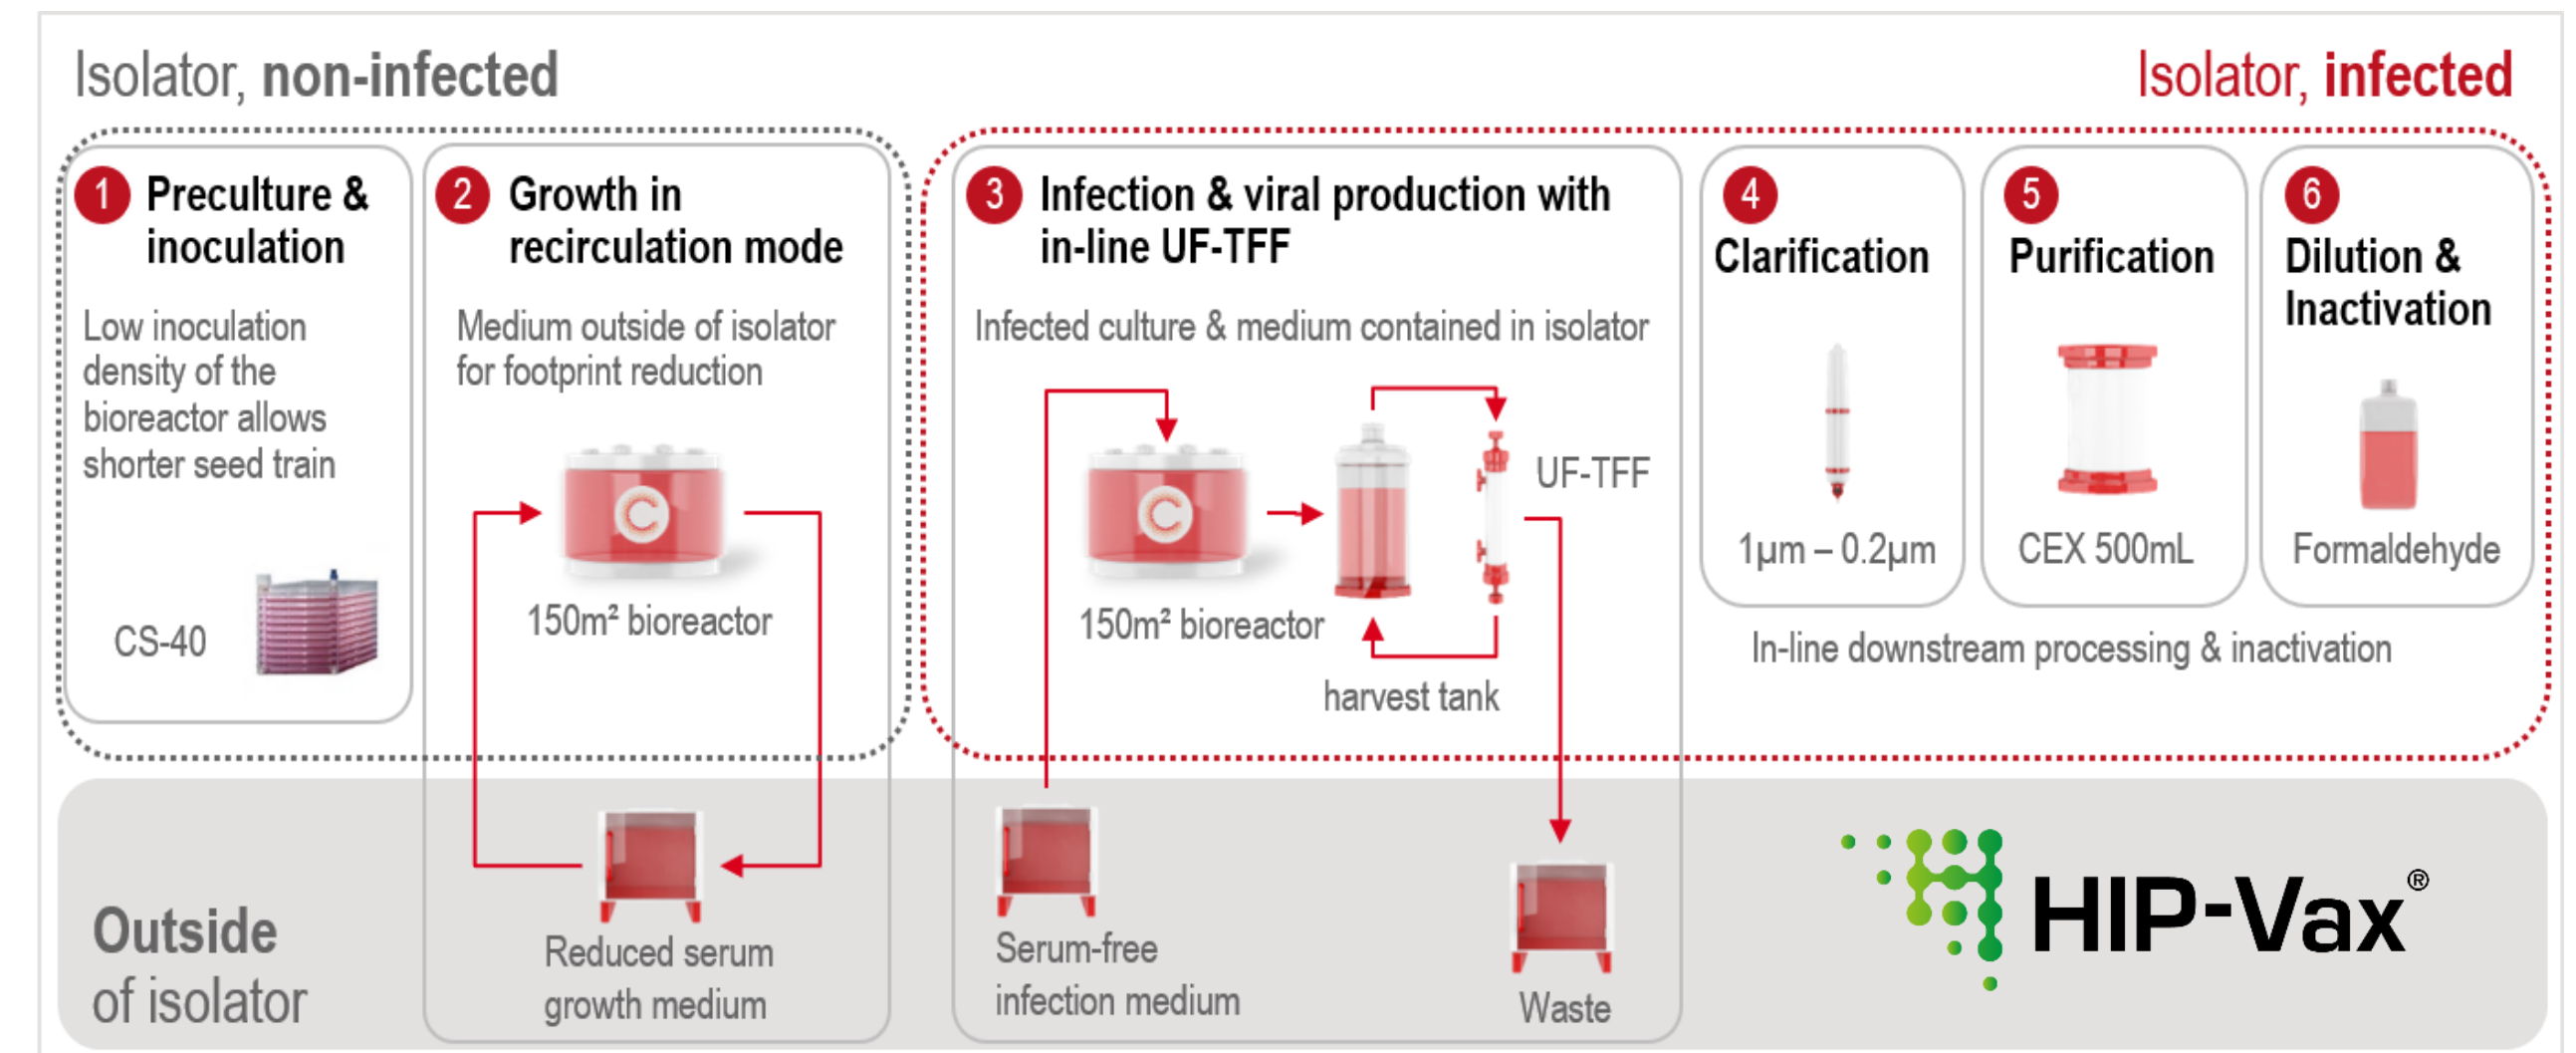 Isolator, non-infected
Isolator, infected
1 Preculture &
inoculation
Low inoculation
density of the
bioreactor allows
shorter seed train
CS-40
2 Growth in
recirculation mode
Medium outside of isolator
for footprint reduction
150m² bioreactor
Reduced serum
growth medium
3 Infection & viral production with
in-line UF-TFF
Infected culture & medium contained in isolator
UF-TFF
150m² bioreactor
harvest tank
Serum-free
infection medium
Waste
4
Clarification
1µm – 0.2µm
5
Purification
CEX 500mL
6
Dilution &
Inactivation
Formaldehyde
In-line downstream processing & inactivation
Outside
of isolator
HIP-Vax®